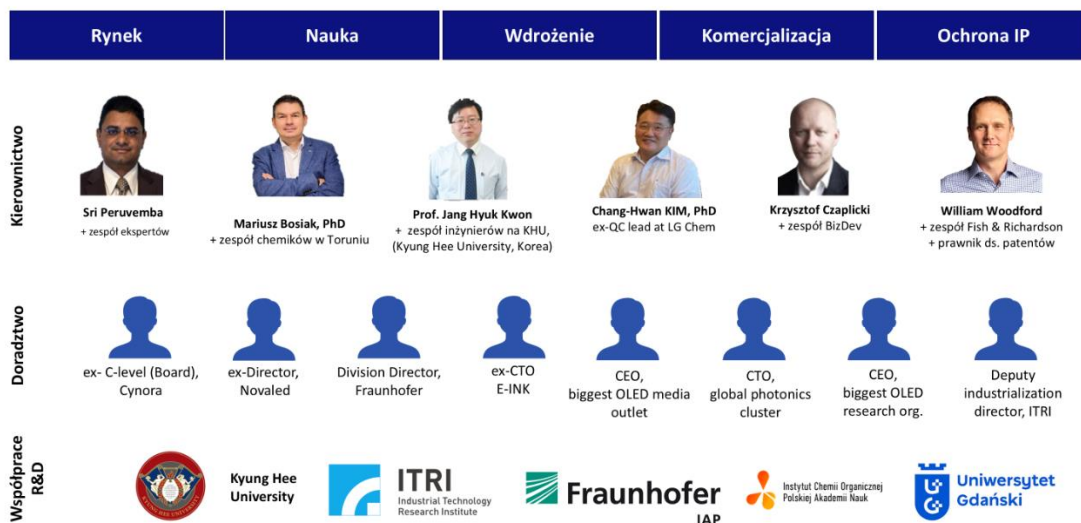 Rynek
Nauka
Wdrożenie
Komercjalizacja
Ochrona IP
Kierownictwo
Sri Peruvemba
+ zespół ekspertów
Mariusz Bosiak, PhD
+ zespół chemików w Toruniu
Prof. Jang Hyuk Kwon
+ zespół inżynierów na KHU,
(Kyung Hee University, Korea)
Chang-Hwan KIM, PhD
ex-QC lead at LG Chem
Krzysztof Czaplicki
+ zespół BizDev
William Woodford
+ zespół Fish & Richardson
+ prawnik ds. patentów
Doradztwo
ex- C-level (Board),
Cynora
ex-Director,
Novaled
Division Director,
Fraunhofer
ex-CTO
E-INK
CEO,
biggest OLED media
outlet
CTO,
global photonics
cluster
CEO,
biggest OLED
research org.
Deputy
industrialization
director, ITRI
Współprace
R&D
KYUNG HEE UNIVERSITY
Kyung Hee
University
ITRI
Industrial Technology
Research Institute
Fraunhofer
IAP
Instytut Chemii Organicznej
Polskiej Akademii Nauk
UG
Uniwersytet
Gdański